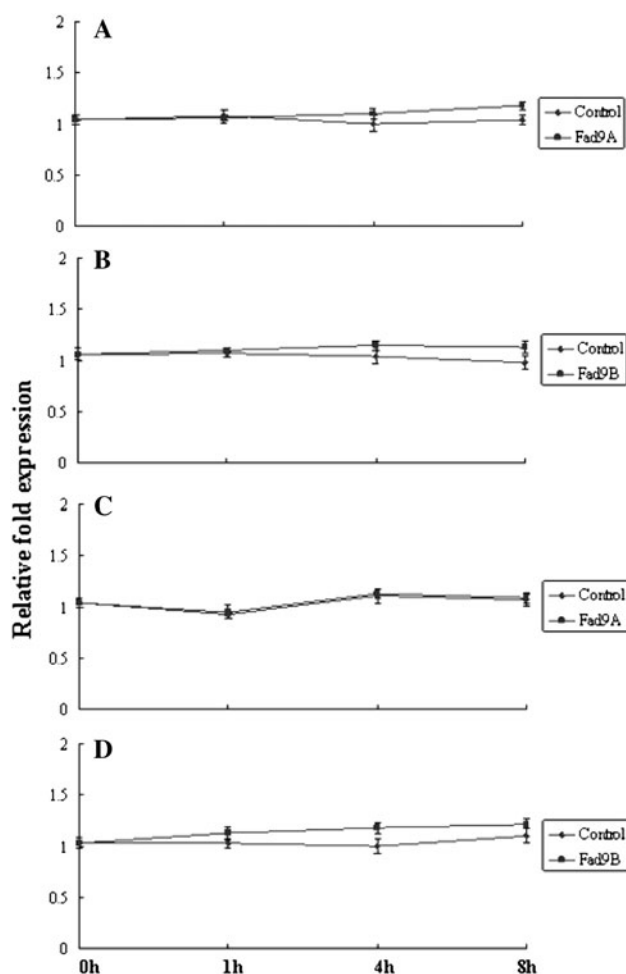 Relative fold expression
A
2
1.5
1
0.5
0
Control
Fad9A
B
2
1.5
1
0.5
0
Control
Fad9B
C
2
1.5
1
0.5
0
Control
Fad9A
D
2
1.5
1
0.5
0
Control
Fad9B
0h 1h 4h 8h